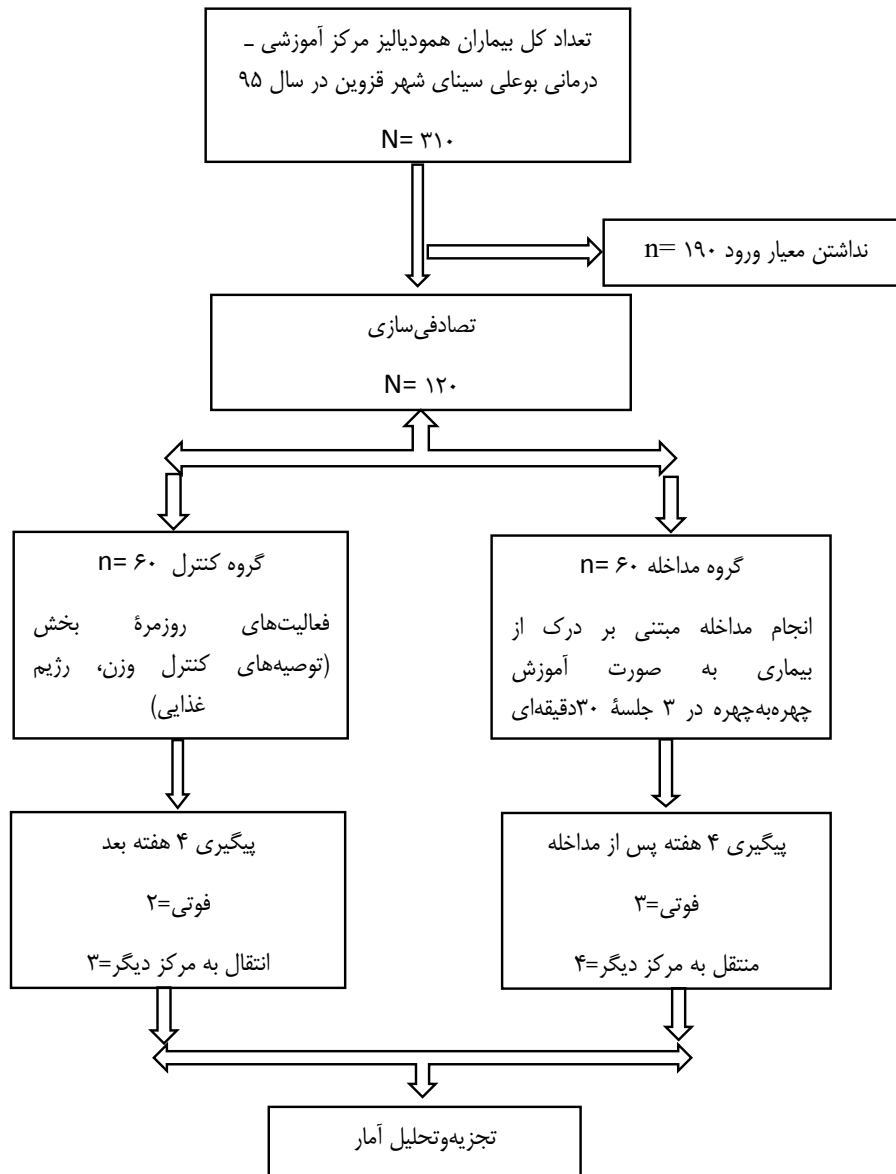 تعداد کل بیماران همودیالیز مرکز آموزشی ـ
درمانی بوعلی سینای شهر قزوین در سال ۹۵
N= ۳۱۰
نداشتن معیار ورود n= ۱۹۰
تصادفی‌سازی
N= ۱۲۰
گروه مداخله n= ۶۰
انجام مداخله مبتنی بر درک از
بیماری به صورت آموزش
چهره‌به‌چهره در ۳ جلسۀ ۳۰دقیقه‌ای
گروه کنترل n= ۶۰
فعالیت‌های روزمرۀ بخش
(توصیه‌های کنترل وزن، رژیم
غذایی)
پیگیری ۴ هفته پس از مداخله
فوتی=۳
منتقل به مرکز دیگر=۴
پیگیری ۴ هفته بعد
فوتی=۲
انتقال به مرکز دیگر=۳
تجزیه‌وتحلیل آمار